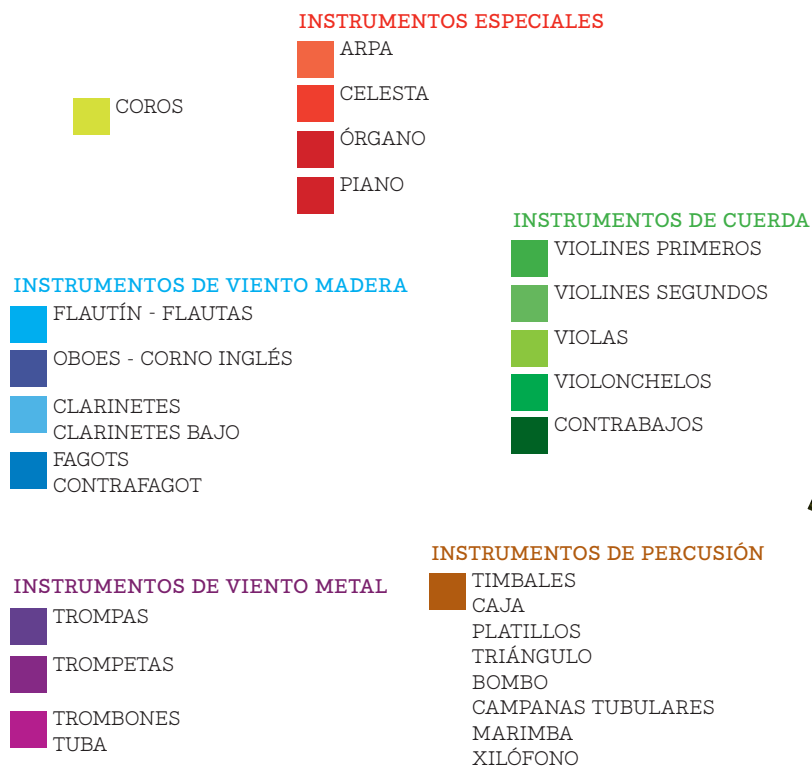 INSTRUMENTOS ESPECIALES
ARPA
CELESTA
ÓRGANO
PIANO
COROS
INSTRUMENTOS DE CUERDA
VIOLINES PRIMEROS
VIOLINES SEGUNDOS
VIOLAS
VIOLONCHELOS
CONTRABAJOS
INSTRUMENTOS DE VIENTO MADERA
FLAUTÍN - FLAUTAS
OBOES - CORNO INGLÉS
CLARINETES
CLARINETES BAJO
FAGOTS
CONTRAFAGOT
INSTRUMENTOS DE VIENTO METAL
TROMPAS
TROMPETAS
TROMBONES
TUBA
INSTRUMENTOS DE PERCUSIÓN
TIMBALES
CAJA
PLATILLOS
TRIÁNGULO
BOMBO
CAMPANAS TUBULARES
MARIMBA
XILÓFONO